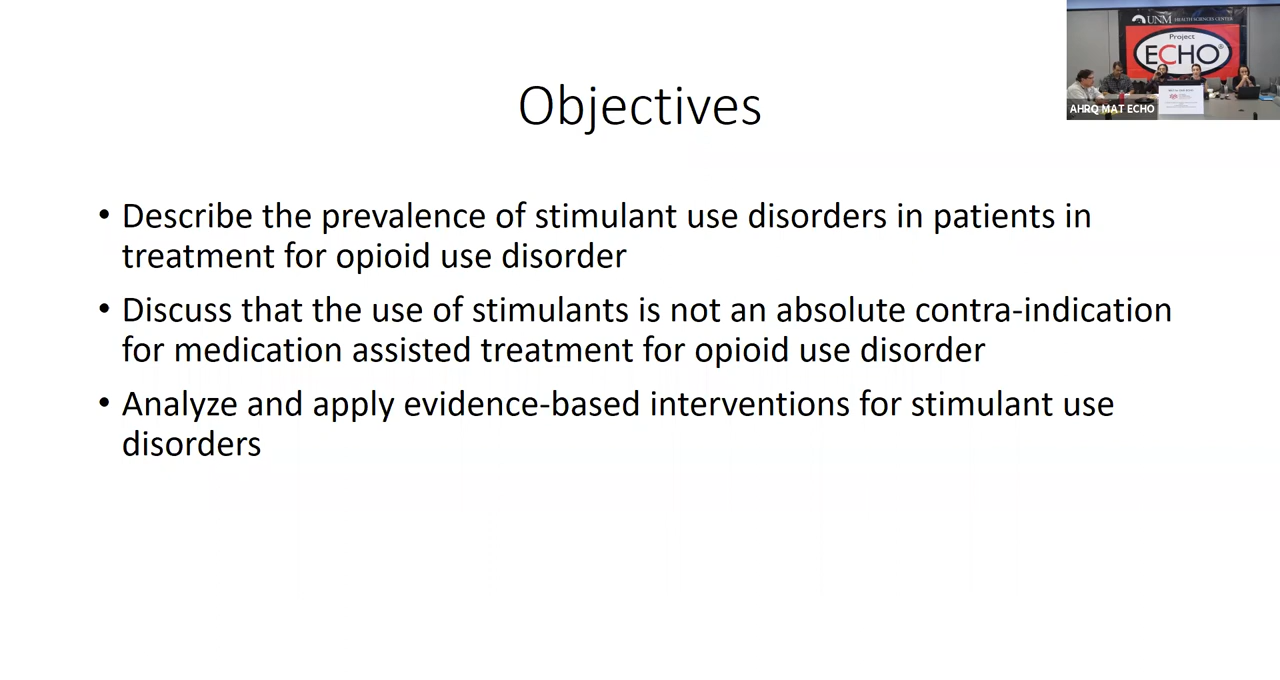 UNM HEALTH SCIENCES CENTER
Project
ECHO®
AHRQ MAT ECHO
Objectives
• Describe the prevalence of stimulant use disorders in patients in
treatment for opioid use disorder
• Discuss that the use of stimulants is not an absolute contra-indication
for medication assisted treatment for opioid use disorder
• Analyze and apply evidence-based interventions for stimulant use
disorders